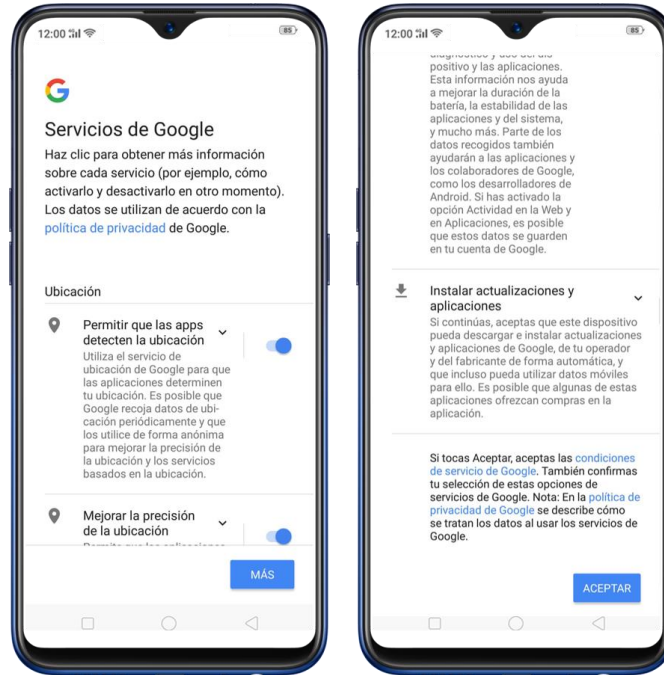 12:00
85
Servicios de Google
Haz clic para obtener más información
sobre cada servicio (por ejemplo, cómo
activarlo y desactivarlo en otro momento).
Los datos se utilizan de acuerdo con la
política de privacidad de Google.
Ubicación
Permitir que las apps
detecten la ubicación
Utiliza el servicio de
ubicación de Google para que
las aplicaciones determinen
tu ubicación. Es posible que
Google recoja datos de ubi-
cación periódicamente y que
los utilice de forma anónima
para mejorar la precisión de
la ubicación y los servicios
basados en la ubicación.
Mejorar la precisión
de la ubicación
MÁS
12:00
85
positivo y las aplicaciones.
Esta información nos ayuda
a mejorar la duración de la
batería, la estabilidad de las
aplicaciones y del sistema,
y mucho más. Parte de los
datos recogidos también
ayudarán a las aplicaciones y
los colaboradores de Google,
como los desarrolladores de
Android. Si has activado la
opción Actividad en la Web y
en Aplicaciones, es posible
que estos datos se guarden
en tu cuenta de Google.
Instalar actualizaciones y
aplicaciones
Si continúas, aceptas que este dispositivo
pueda descargar e instalar actualizaciones
y aplicaciones de Google, de tu operador
y del fabricante de forma automática, y
que incluso pueda utilizar datos móviles
para ello. Es posible que algunas de estas
aplicaciones ofrezcan compras en la
aplicación.
Si tocas Aceptar, aceptas las condiciones
de servicio de Google. También confirmas
tu selección de estas opciones de
servicios de Google. Nota: En la política de
privacidad de Google se describe cómo
se tratan los datos al usar los servicios de
Google.
ACEPTAR